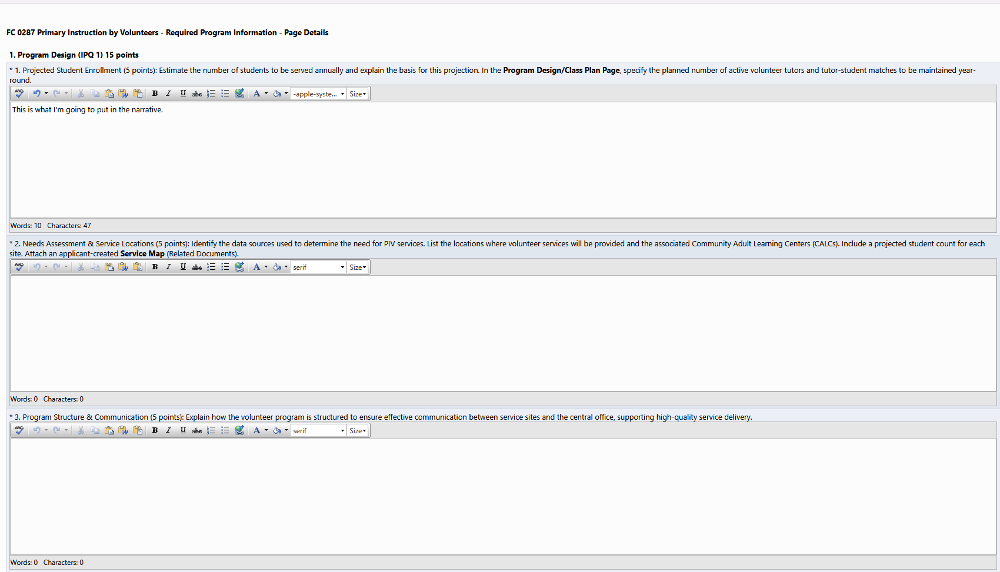 FC 0287 Primary Instruction by Volunteers - Required Program Information - Page Details
1. Program Design (IPQ 1) 15 points
* 1. Projected Student Enrollment (5 points): Estimate the number of students to be served annually and explain the basis for this projection. In the Program Design/Class Plan Page, specify the planned number of active volunteer tutors and tutor-student matches to be maintained year-
round.
ABC B I U abc A -apple-syste... Size
This is what I'm going to put in the narrative.
Words: 10 Characters: 47
* 2. Needs Assessment & Service Locations (5 points): Identify the data sources used to determine the need for PIV services. List the locations where volunteer services will be provided and the associated Community Adult Learning Centers (CALCs). Include a projected student count for each
site. Attach an applicant-created Service Map (Related Documents).
ABC B I U abc A serif Size
Words: 0 Characters: 0
* 3. Program Structure & Communication (5 points): Explain how the volunteer program is structured to ensure effective communication between service sites and the central office, supporting high-quality service delivery.
ABC B I U abc A serif Size
Words: 0 Characters: 0